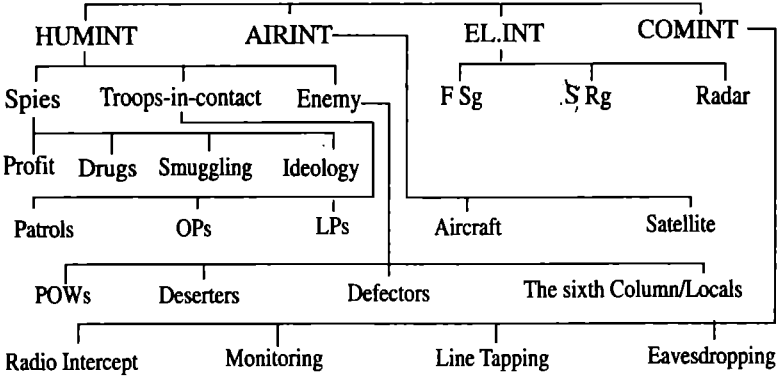 HUMINT AIRINT EL.INT COMINT
Spies Troops-in-contact Enemy F Sg S Rg Radar
Profit Drugs Smuggling Ideology
Patrols OPs LPs Aircraft Satellite
POWs Deserters Defectors The sixth Column/Locals
Radio Intercept Monitoring Line Tapping Eavesdropping